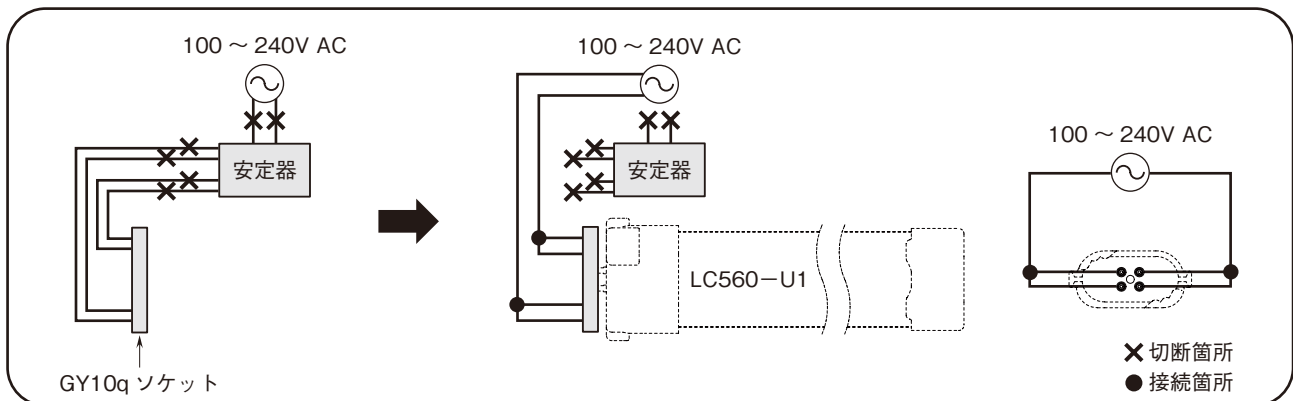 100 ～ 240V AC
安定器
GY10q ソケット
100 ～ 240V AC
安定器
LC560－U1
100 ～ 240V AC
切断箇所
接続箇所